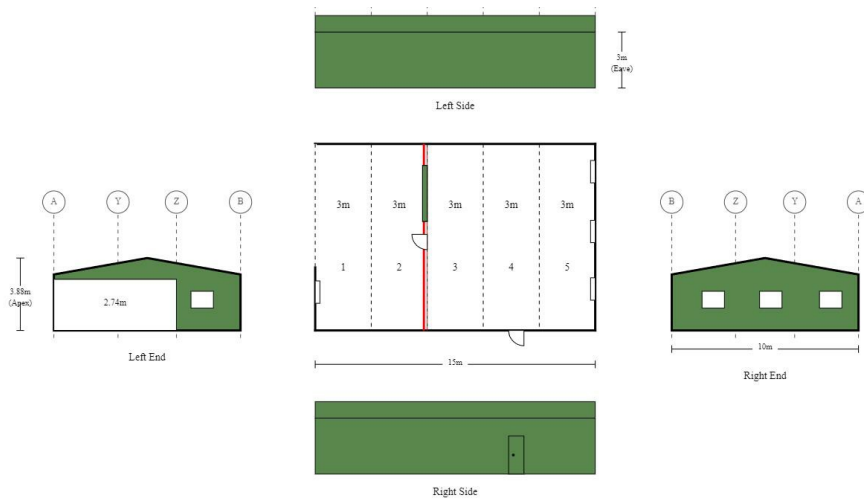 3m
(Eave)
Left Side
A
Y
Z
B
3m
3m
3m
3m
3m
B
Z
Y
A
1
2
3
4
5
3.88m
(Apex)
2.74m
Left End
15m
10m
Right End
Right Side